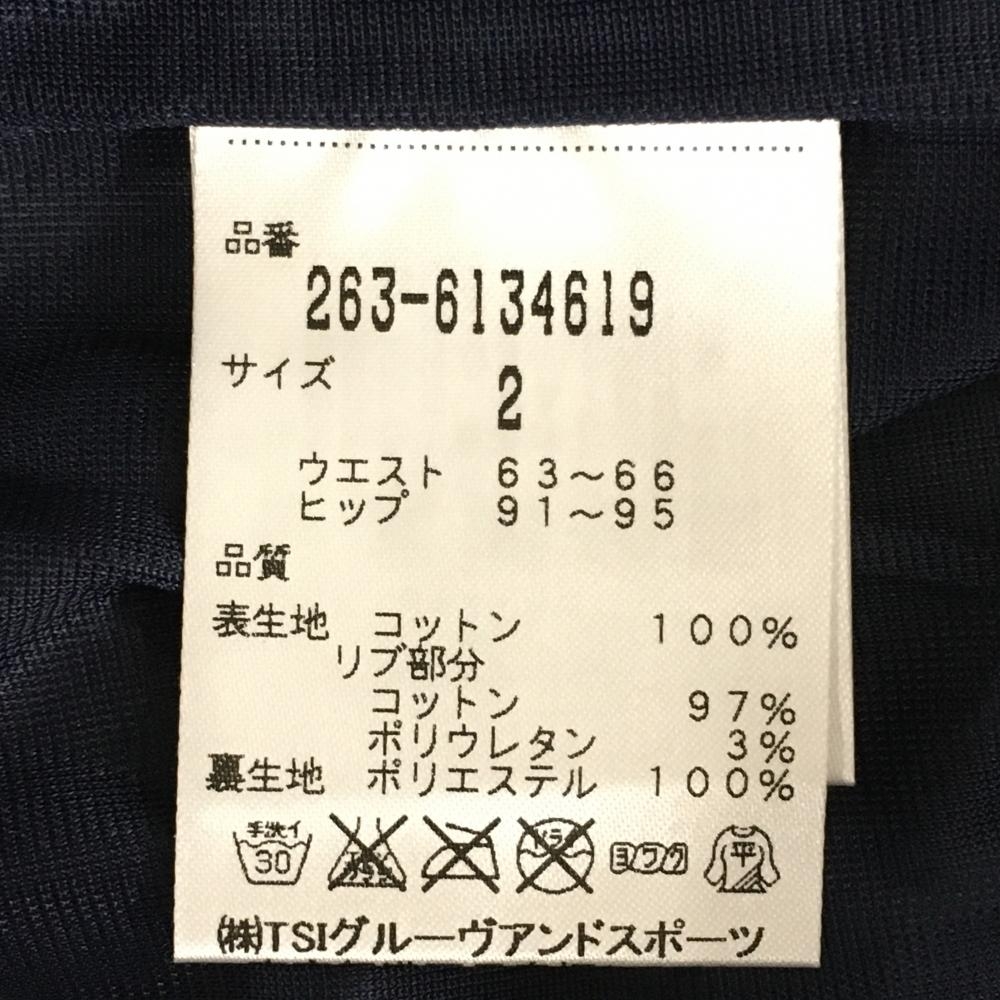 品番
263-6134619
サイズ
2
ウエスト 63～66
ヒップ 91～95
品質
表生地 コットン 100%
リブ部分
コットン 97%
ポリウレタン 3%
裏生地 ポリエステル 100%
手洗イ 30 ドライ ヨワク 平
㈱TSIグルーヴアンドスポーツ